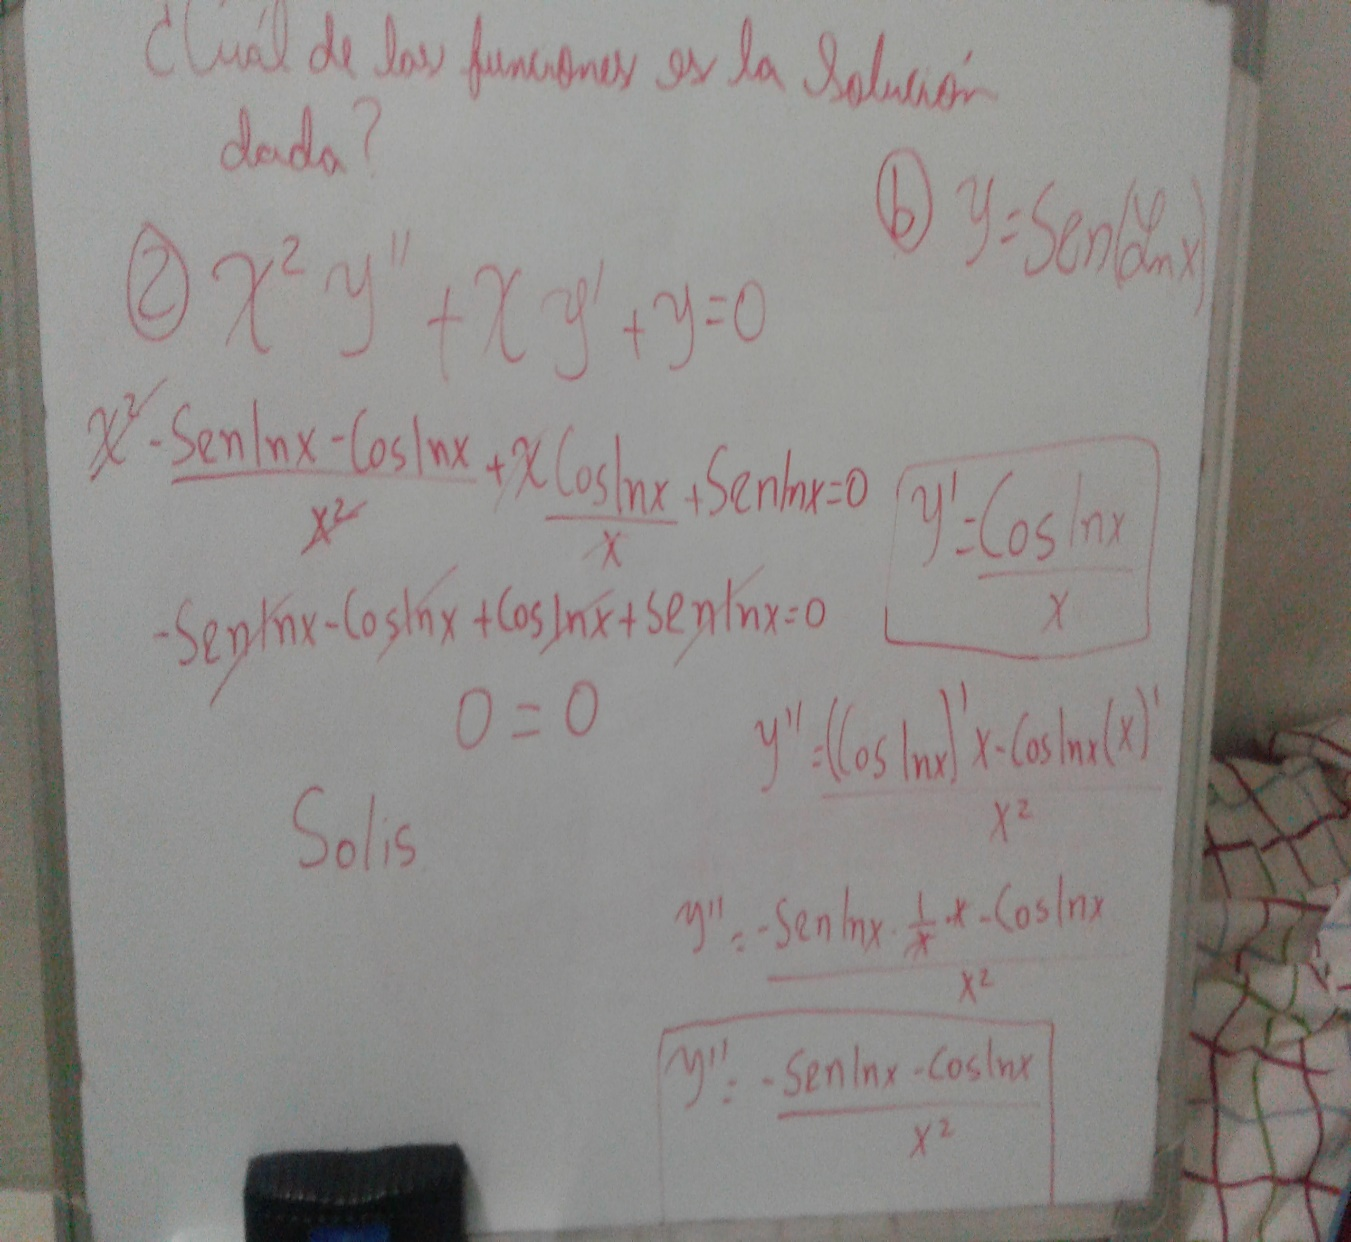 ¿Cuál de las funciones es la Solución
dada?
b y=Sen(Lnx)
2 x² y'' + x y' + y=0
x² -Senlnx -Coslnx / x² + x Coslnx / x + Senlnx=0
y'=Coslnx / x
-Senlnx-Coslnx +Coslnx+Senlnx=0
0=0
y''=(Coslnx)'x-Coslnx(x)' / x²
Solis
y''= -Senlnx · 1/x · x -Coslnx / x²
y''= -Senlnx -Coslnx / x²